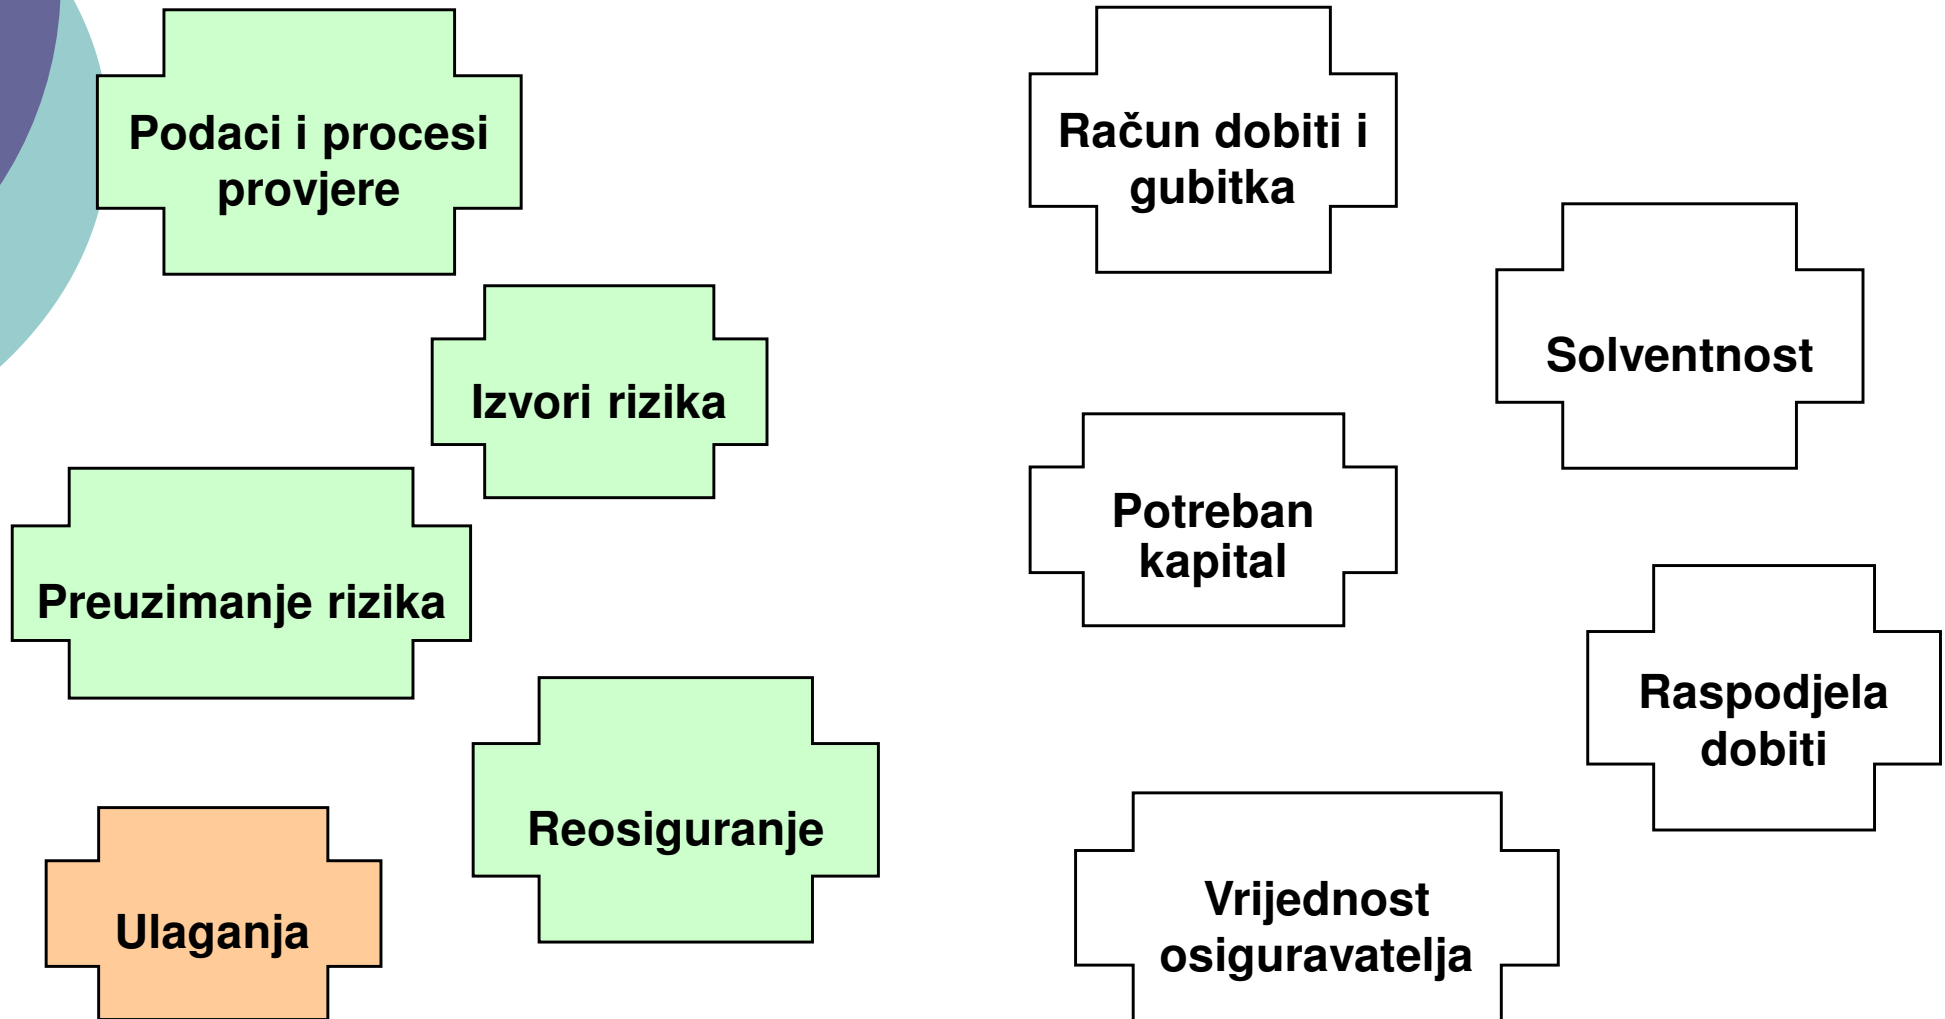 Podaci i procesi
provjere
Izvori rizika
Preuzimanje rizika
Reosiguranje
Ulaganja
Račun dobiti i
gubitka
Solventnost
Potreban
kapital
Raspodjela
dobiti
Vrijednost
osiguravatelja